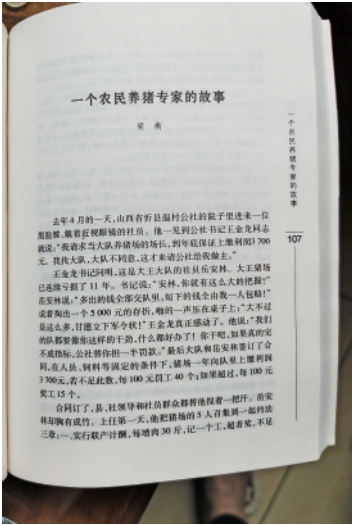 一个农民养猪专家的故事
梁 衡
去年4月的一天,山西省忻县温村公社的院子里进来一位
黑脸膛、戴着近视眼镜的社员。他一见到公社书记王金龙同志
就说:“我请求当大队养猪场的场长,到年底保证上缴利润3 700
元。我找大队,大队不同意,这才来请公社给我做主。”
王金龙书记问明,这是大王大队的社员岳安林。大王猪场
已连续亏损了11年。书记说:“安林,你就有这么大的把握?”
岳安林说:“多出的钱全部交队里,短下的钱全由我一人包赔!”
说着掏出一个5 000元的存折,啪的一声压在桌子上:“大不过
是这么多,甘愿立下军令状!”王金龙真正感动了。他说:“我们
的队都要像你这样的干劲,什么都好办了!你干吧,如果真的完
不成指标,公社替你担一半罚款。”最后大队和岳安林签订了合
同,在人员、饲料等固定的条件下,猪场一年向队里上缴利润
3 700元,若不足此数,每100元罚工40个;如果超过,每100元
奖工15个。
合同订了,县、社领导和社员群众都替他捏着一把汗。岳安
林却胸有成竹。上任第一天,他把猪场的5人召集到一起约法
三章:一、实行联产计酬,每增肉30斤,记一个工,超者奖,不足
一个农民养猪专家的故事
107